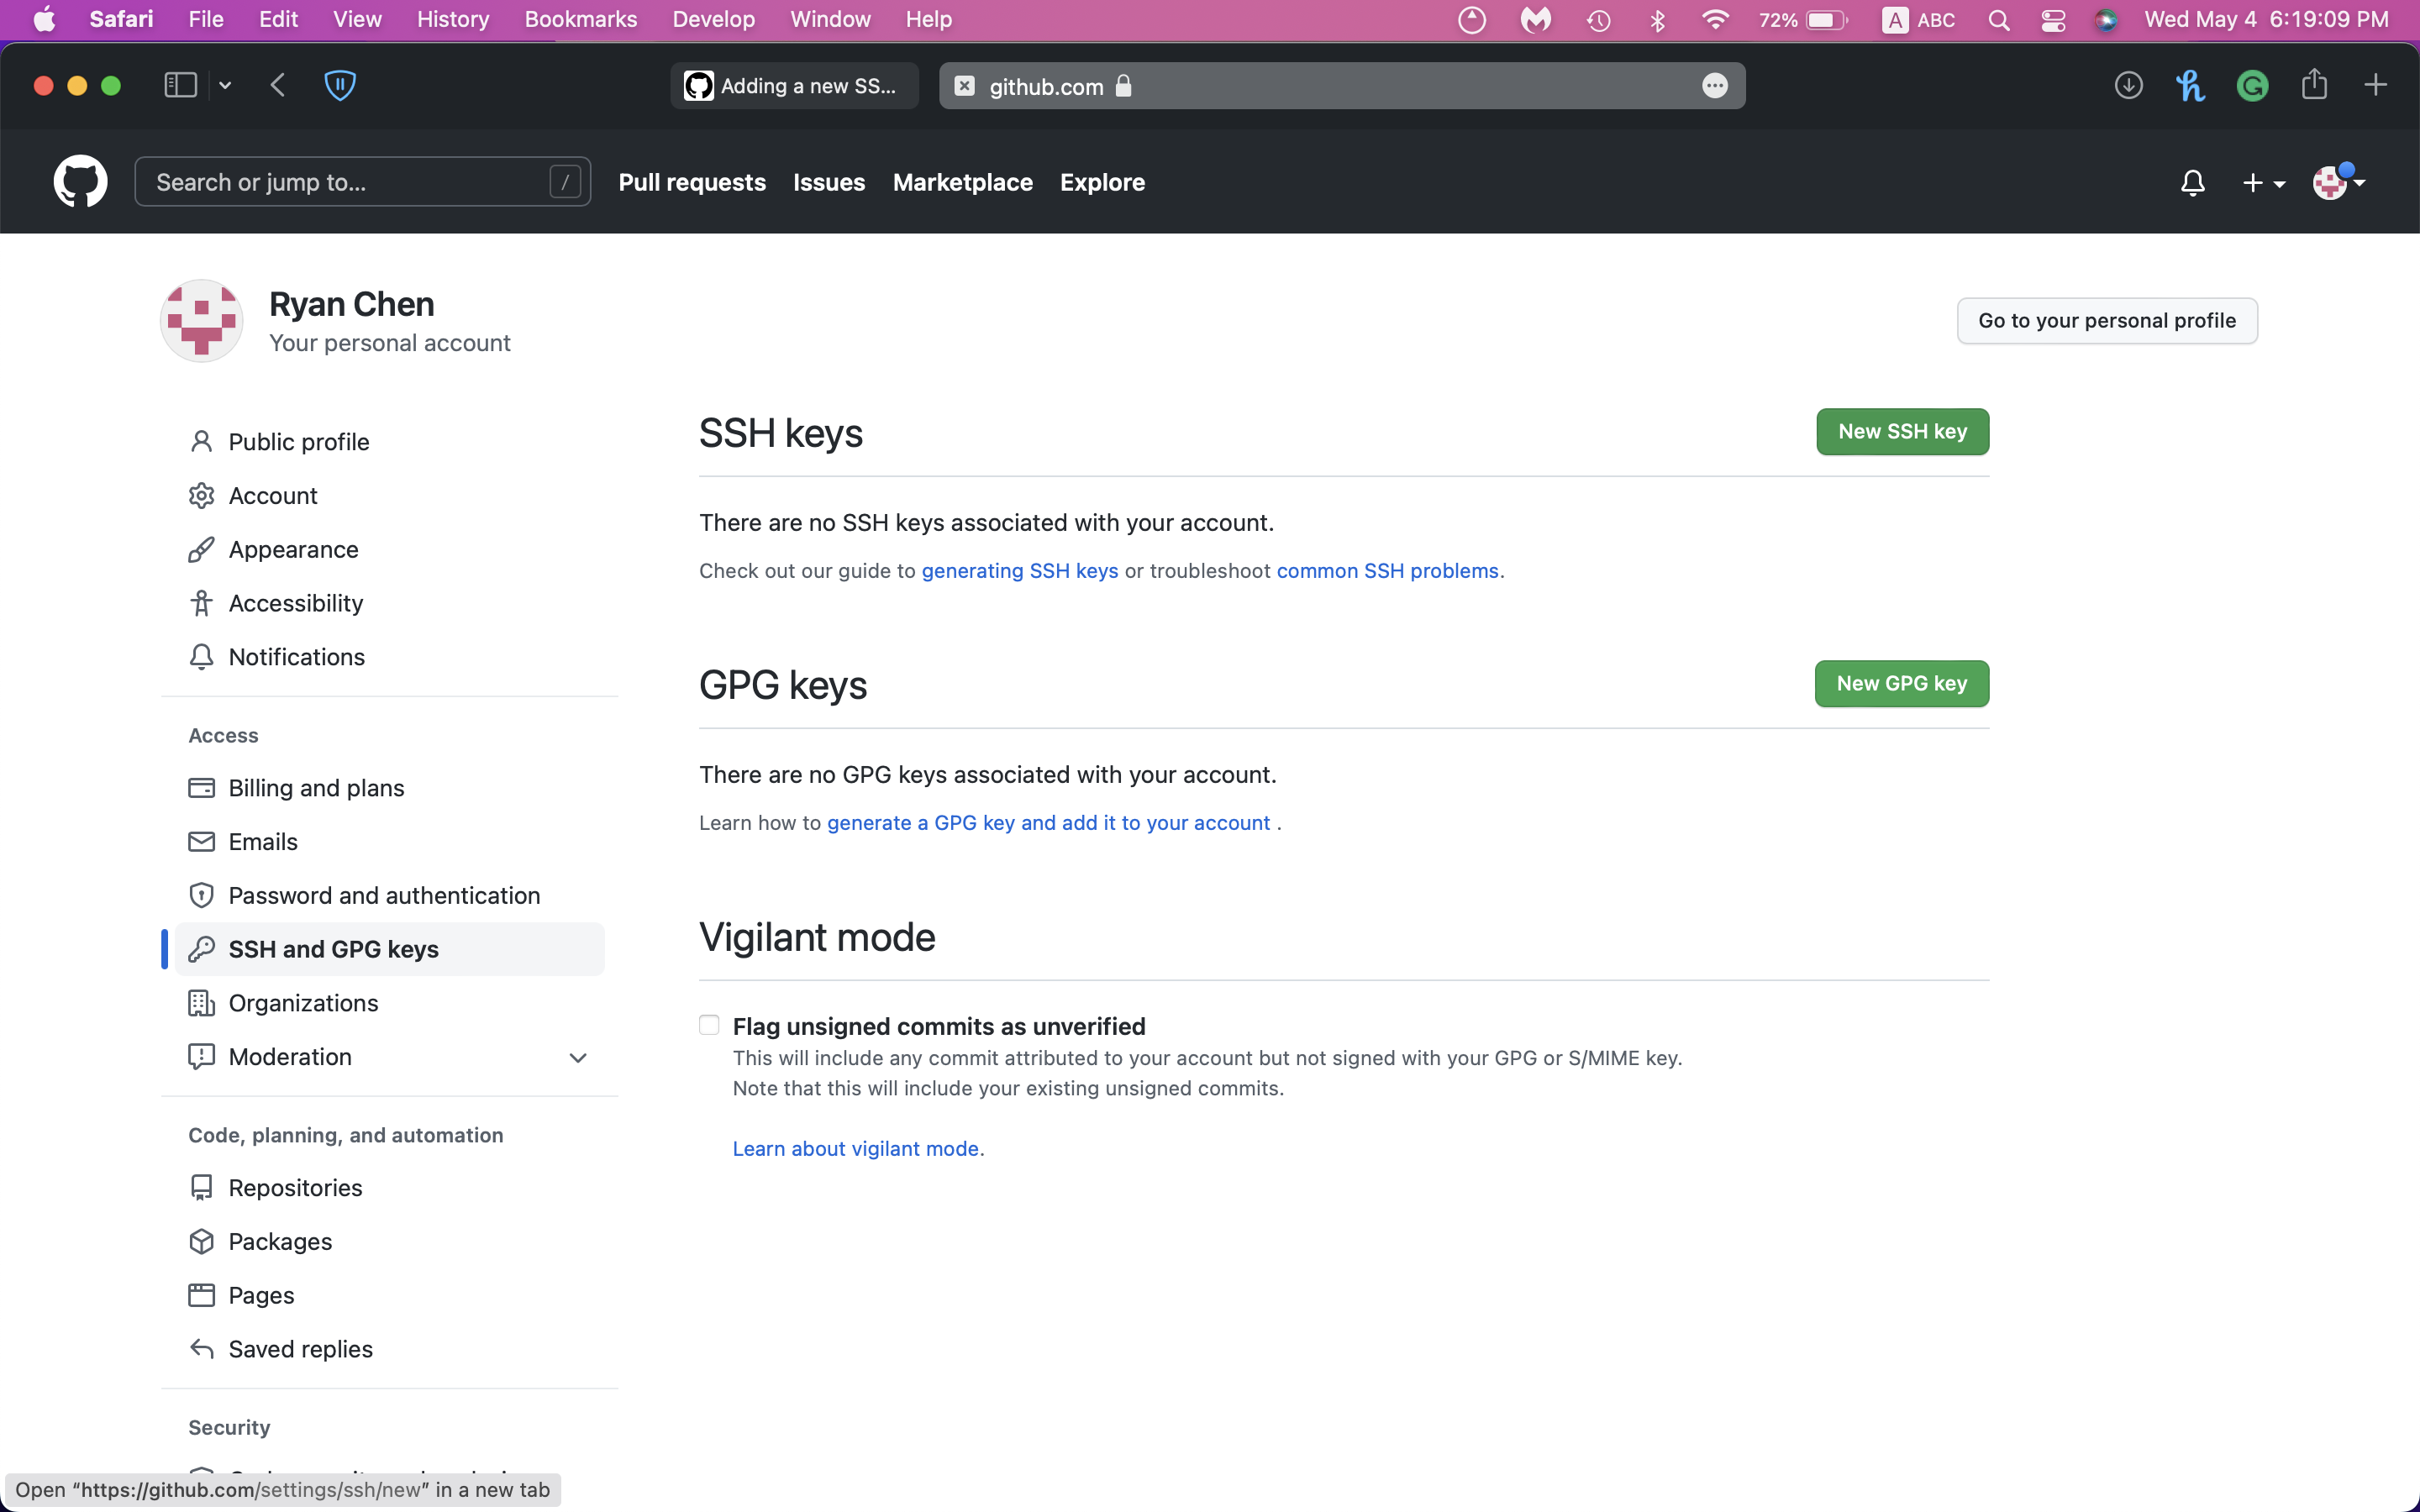 Safari File Edit View History Bookmarks Develop Window Help 72% A ABC Wed May 4 6:19:09 PM
Adding a new SS... github.com
Search or jump to... / Pull requests Issues Marketplace Explore
Ryan Chen
Your personal account
Go to your personal profile
Public profile
Account
Appearance
Accessibility
Notifications
Access
Billing and plans
Emails
Password and authentication
SSH and GPG keys
Organizations
Moderation
Code, planning, and automation
Repositories
Packages
Pages
Saved replies
Security
SSH keys
New SSH key
There are no SSH keys associated with your account.
Check out our guide to generating SSH keys or troubleshoot common SSH problems.
GPG keys
New GPG key
There are no GPG keys associated with your account.
Learn how to generate a GPG key and add it to your account .
Vigilant mode
Flag unsigned commits as unverified
This will include any commit attributed to your account but not signed with your GPG or S/MIME key.
Note that this will include your existing unsigned commits.
Learn about vigilant mode.
Open “https://github.com/settings/ssh/new” in a new tab